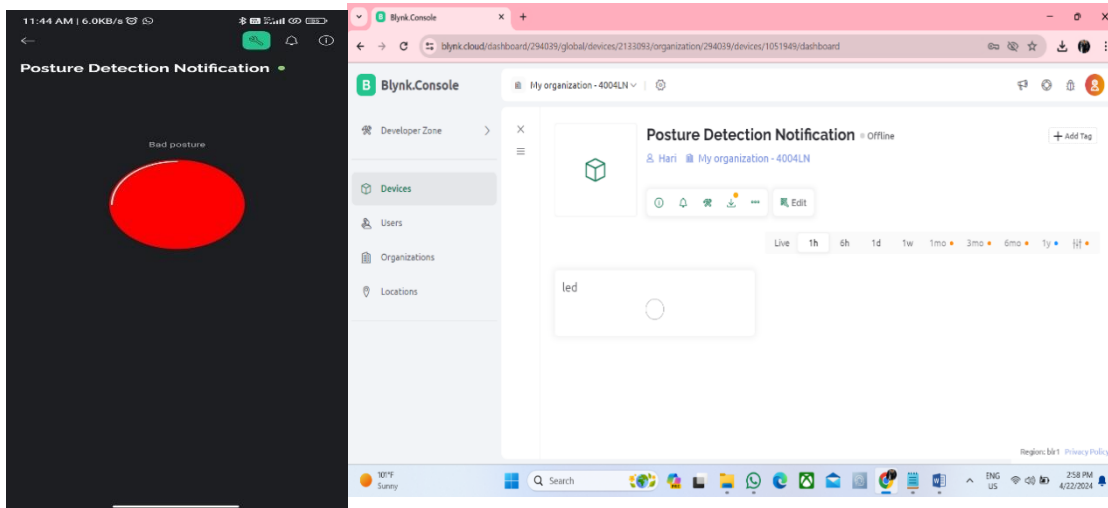 11:44 AM | 6.0KB/s
Posture Detection Notification
Bad posture
Blynk.Console
blynk.cloud/dashboard/294039/global/devices/2133093/organization/294039/devices/1051949/dashboard
B Blynk.Console
My organization - 4004LN
Developer Zone
Devices
Users
Organizations
Locations
Posture Detection Notification Offline
+ Add Tag
Hari My organization - 4004LN
Edit
Live 1h 6h 1d 1w 1mo 3mo 6mo 1y
led
Region: blr1 Privacy Policy
101°F
Sunny
Search
ENG
US
2:58 PM
4/22/2024